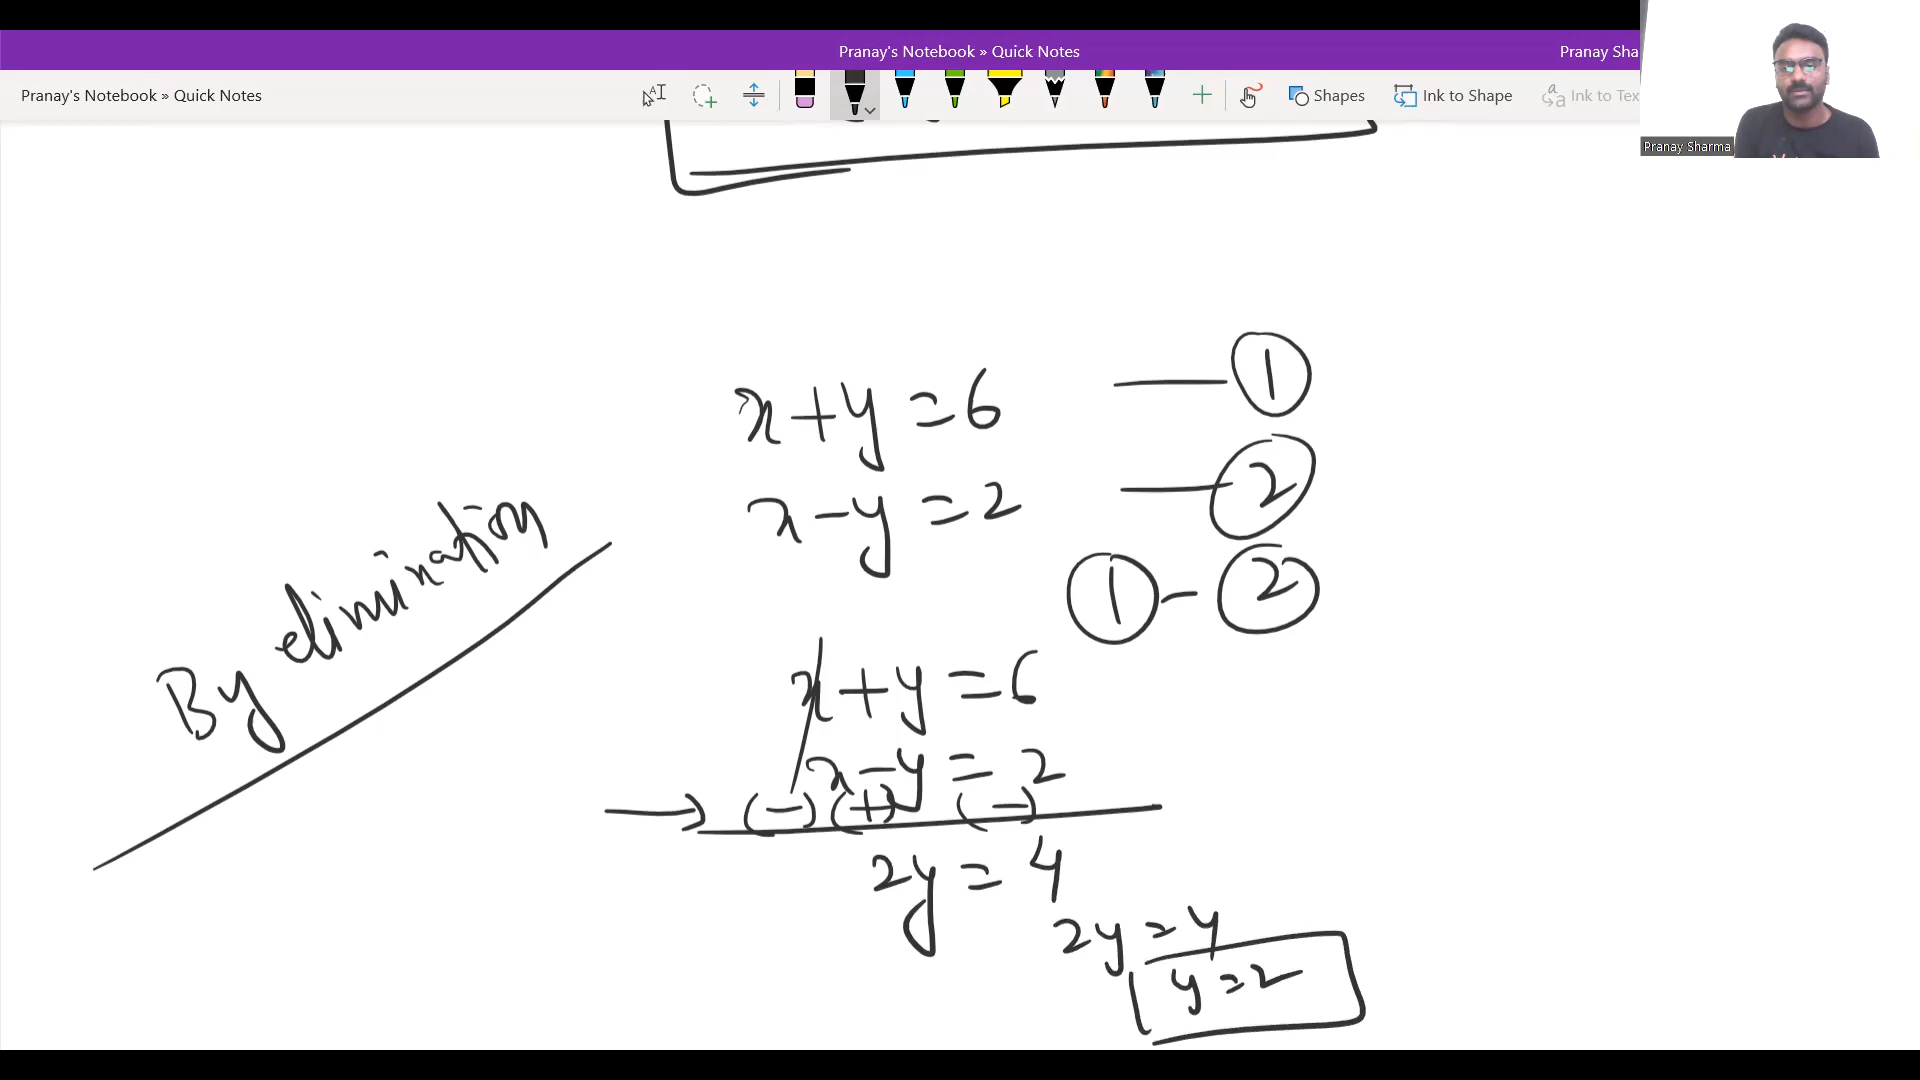 Pranay's Notebook » Quick Notes
Pranay Sha
Pranay's Notebook » Quick Notes
Shapes
Ink to Shape
Ink to Tex
Pranay Sharma
x+y=6 ①
x-y=2 ②
①-②
By elimination
x+y=6
x-y=2
(-)(+) (-)
2y=4
2y=4
y=2